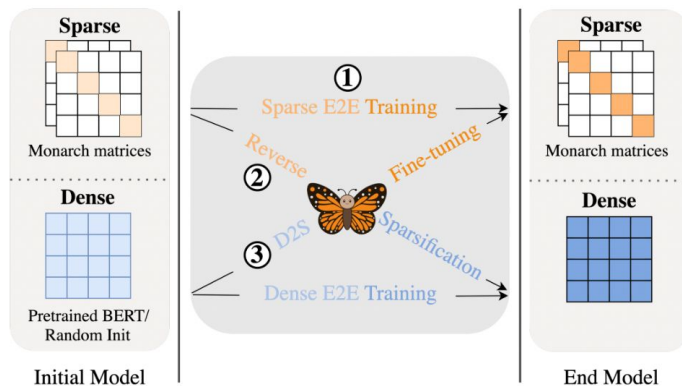 Sparse
Monarch matrices
Dense
Pretrained BERT/
Random Init
Initial Model
①
Sparse E2E Training
Reverse
Fine-tuning
②
③
D2S
Sparsification
Dense E2E Training
Sparse
Monarch matrices
Dense
End Model